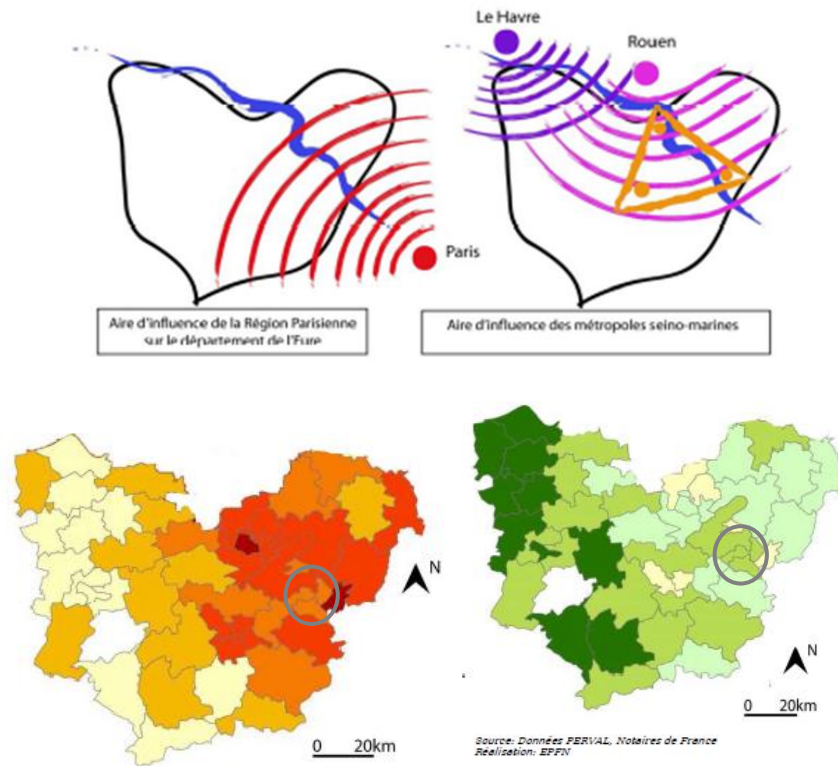 Le Havre
Rouen
Paris
Aire d'influence de la Région Parisienne
sur le département de l'Eure
Aire d'influence des métropoles seino-marines
N
0 20km
N
0 20km
Source: Données PERVAL, Notaires de France
Réalisation: EPFN